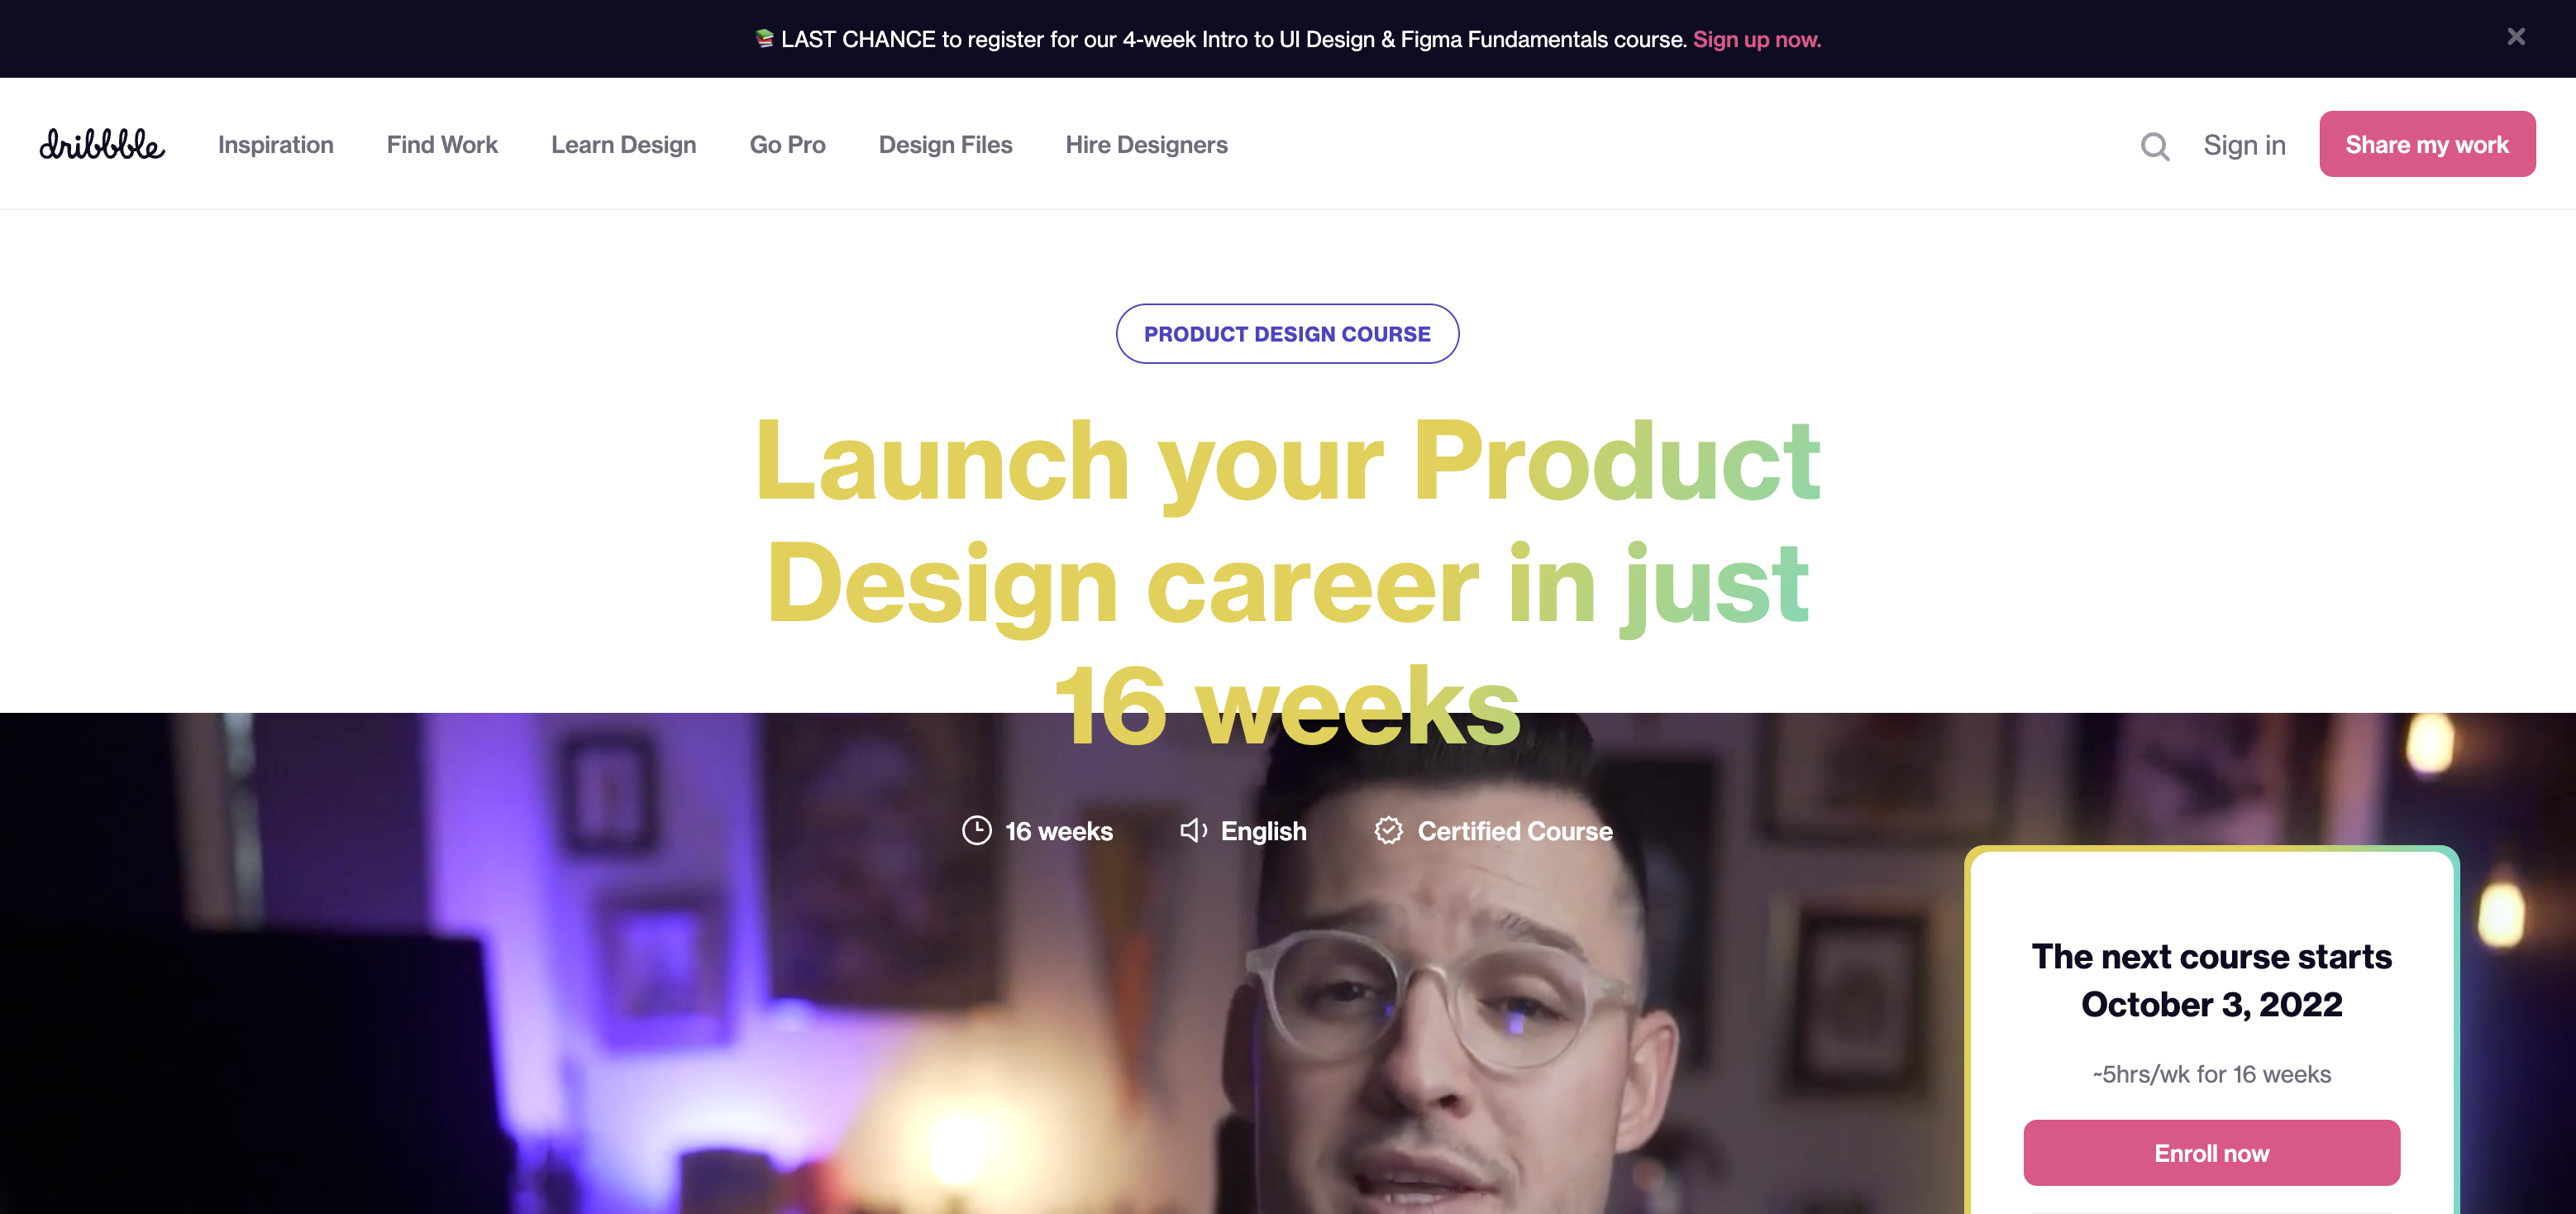 📚 LAST CHANCE to register for our 4-week Intro to UI Design & Figma Fundamentals course. Sign up now.
dribbble
Inspiration
Find Work
Learn Design
Go Pro
Design Files
Hire Designers
Sign in
Share my work
PRODUCT DESIGN COURSE
Launch your Product
Design career in just
16 weeks
16 weeks
English
Certified Course
The next course starts
October 3, 2022
~5hrs/wk for 16 weeks
Enroll now